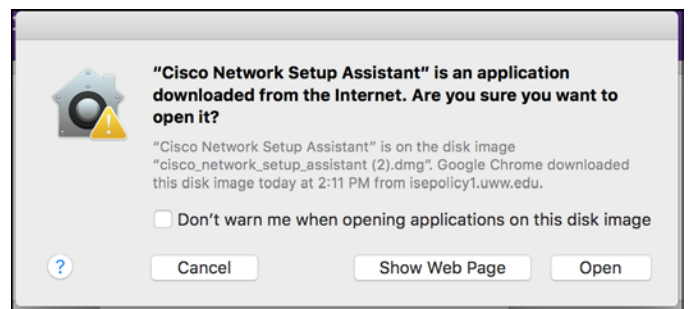 “Cisco Network Setup Assistant” is an application
downloaded from the Internet. Are you sure you want to
open it?
“Cisco Network Setup Assistant” is on the disk image
“cisco_network_setup_assistant (2).dmg”. Google Chrome downloaded
this disk image today at 2:11 PM from isepolicy1.uww.edu.
Don’t warn me when opening applications on this disk image
? Cancel Show Web Page Open